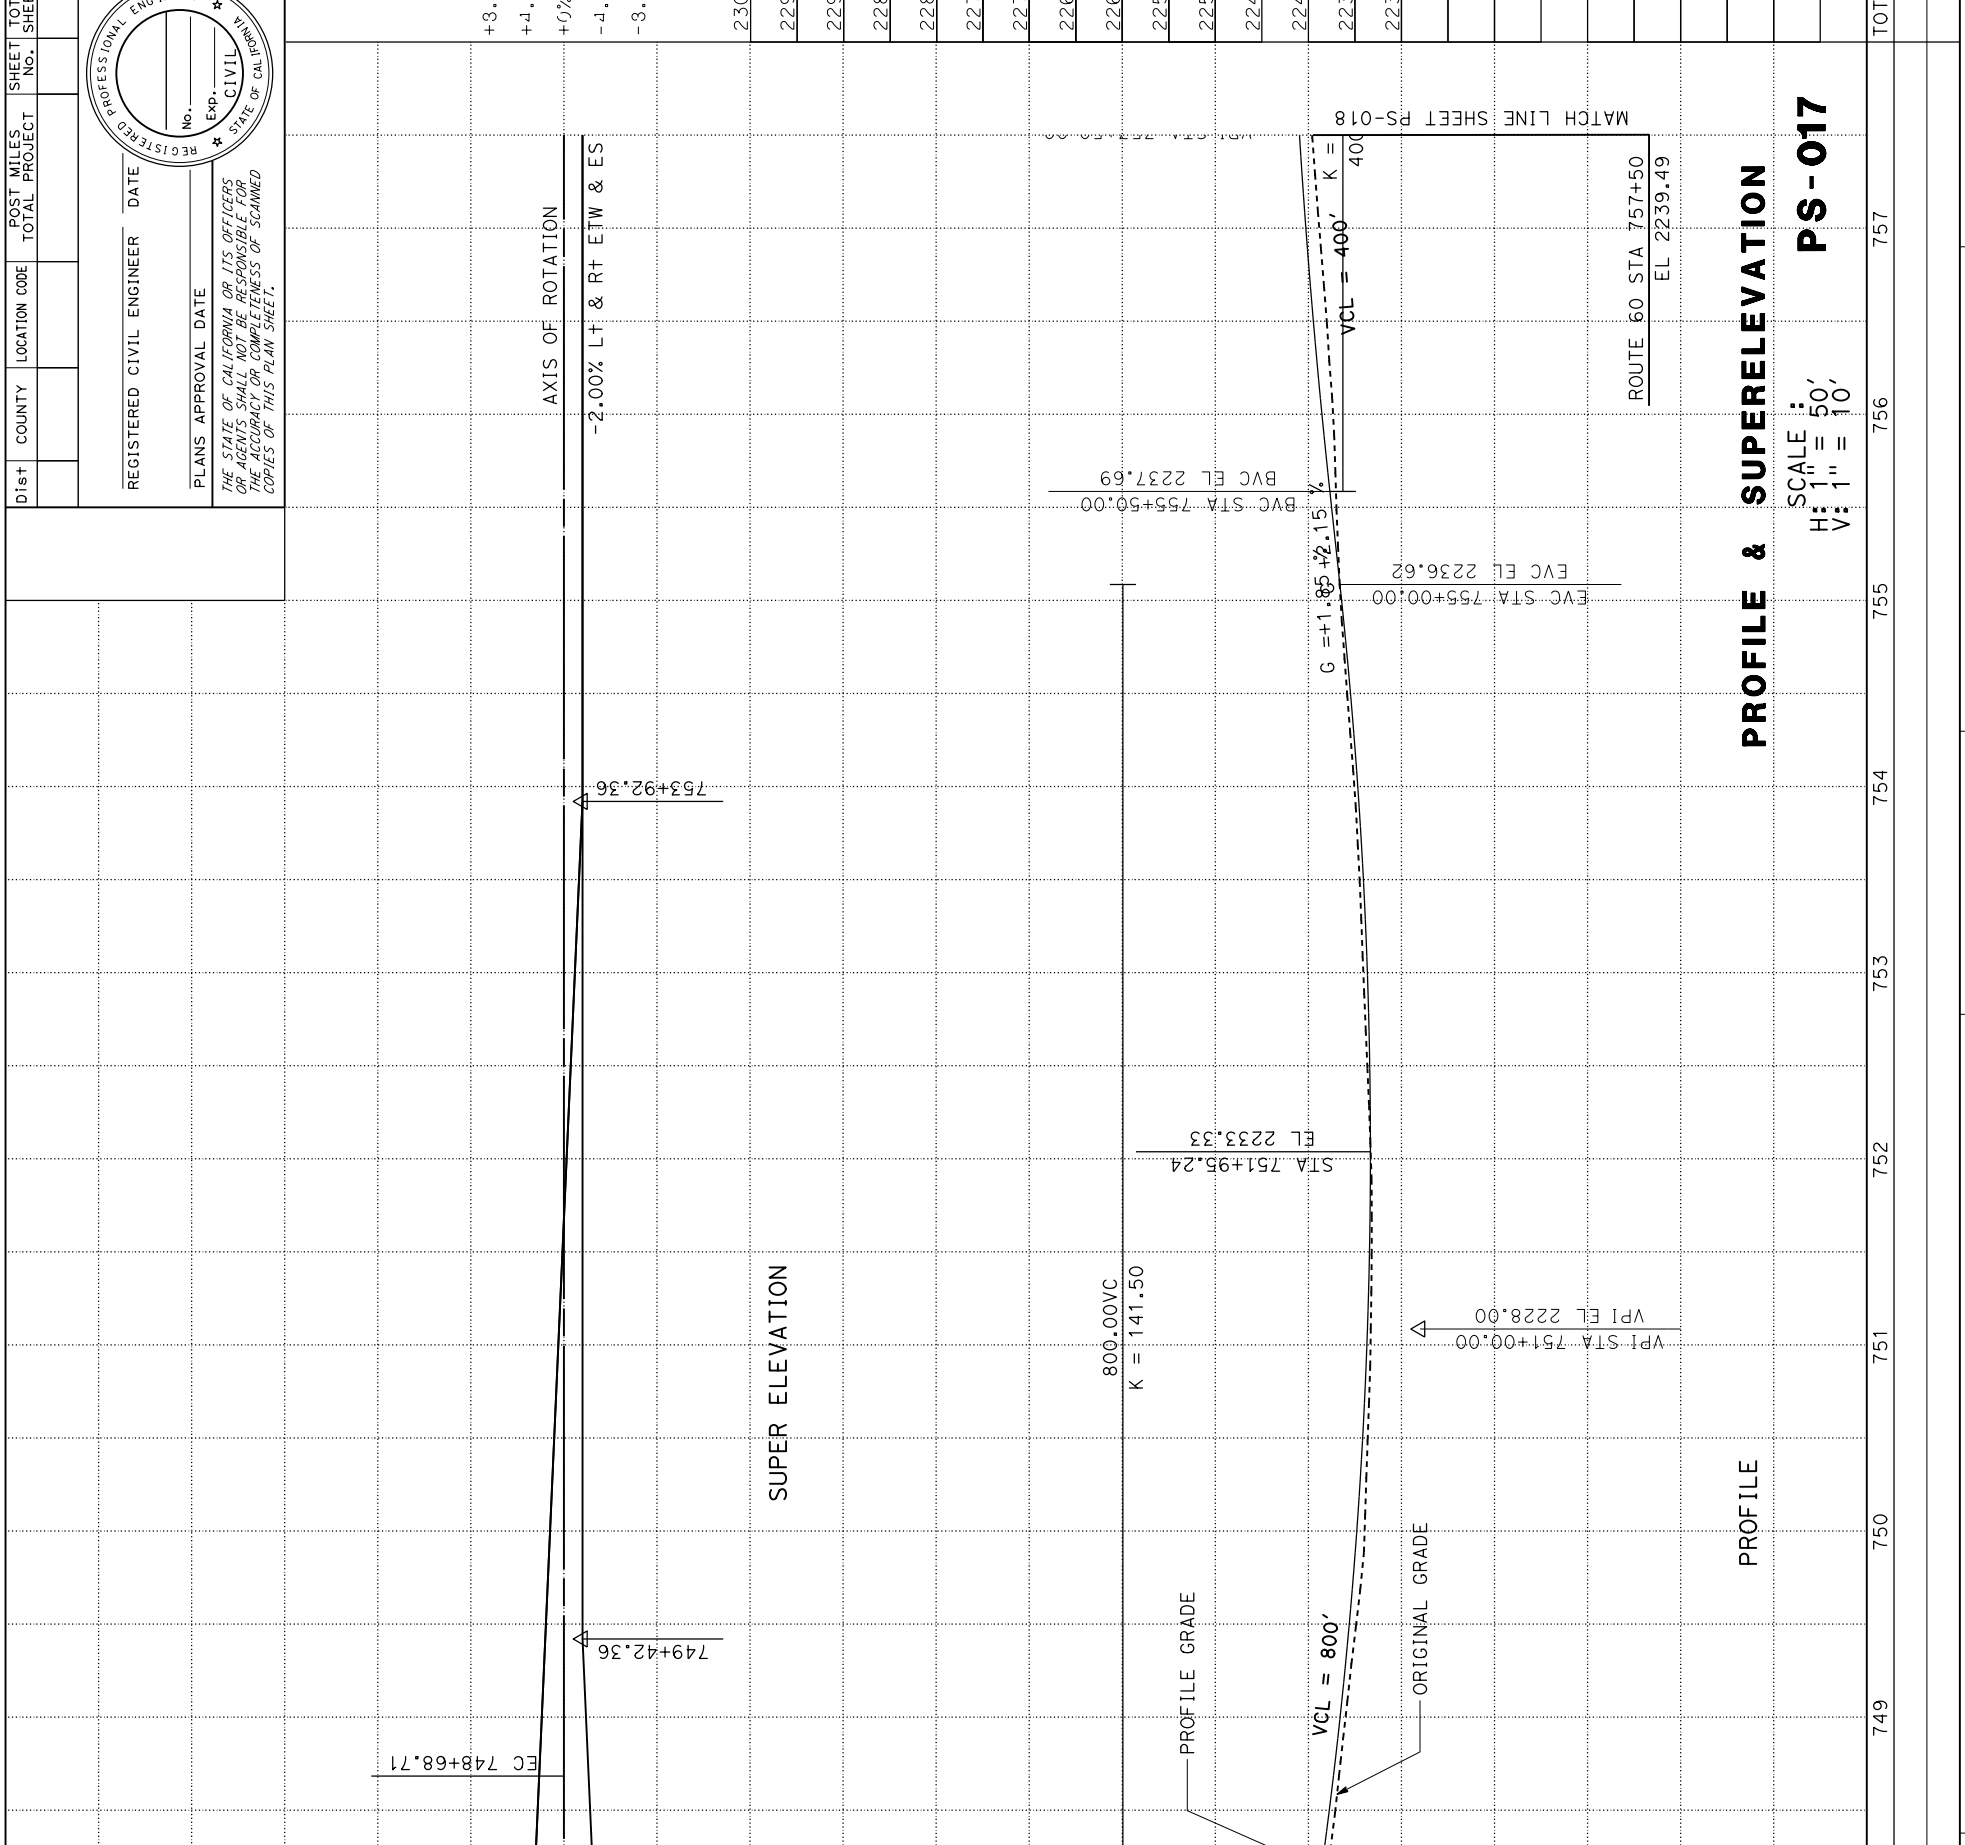 Dist
COUNTY
LOCATION CODE
POST MILES
TOTAL PROJECT
SHEET
No.
REGISTERED CIVIL ENGINEER
DATE
PLANS APPROVAL DATE
THE STATE OF CALIFORNIA OR ITS OFFICERS
OR AGENTS SHALL NOT BE RESPONSIBLE FOR
THE ACCURACY OR COMPLETENESS OF SCANNED
COPIES OF THIS PLAN SHEET.
REGISTERED PROFESSIONAL
No.
Exp.
CIVIL
STATE OF CALIFORNIA
AXIS OF ROTATION
-2.00% Lt & Rt ETW & ES
753+92.36
749+42.36
EC 748+68.71
SUPER ELEVATION
800.00VC
K = 141.50
BVC EL 2237.69
BVC STA 755+50.00
EVC EL 2236.62
EVC STA 755+00.00
G =+1.85 %
G +2.15 %
VCL = 400'
K =
400
MATCH LINE SHEET PS-018
ROUTE 60 STA 757+50
EL 2239.49
EL 2233.33
STA 751+95.24
VPI EL 2228.00
VPI STA 751+00.00
PROFILE GRADE
VCL = 800'
ORIGINAL GRADE
PROFILE
PROFILE & SUPERELEVATION
SCALE :
H: 1" = 50'
V: 1" = 10'
PS-017
749
750
751
752
753
754
755
756
757